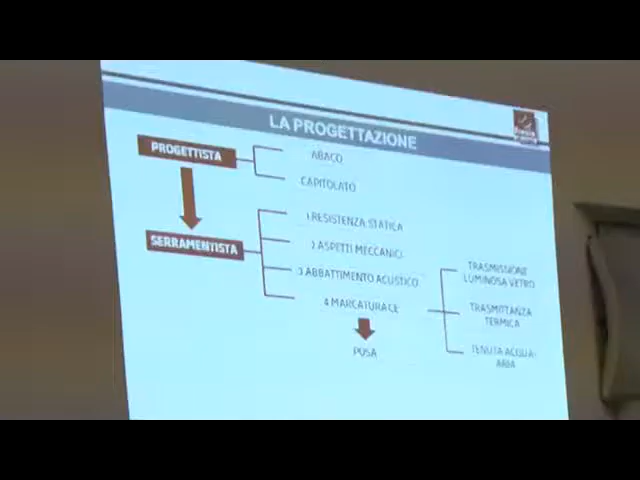 LA PROGETTAZIONE
PROGETTISTA
ABACO
CAPITOLATO
SERRAMENTISTA
1 RESISTENZA STATICA
2 ASPETTI MECCANICI
3 ABBATTIMENTO ACUSTICO
4 MARCATURA CE
POSA
TRASMISSIONE
LUMINOSA VETRO
TRASMITTANZA
TERMICA
TENUTA ACQUA-
ARIA